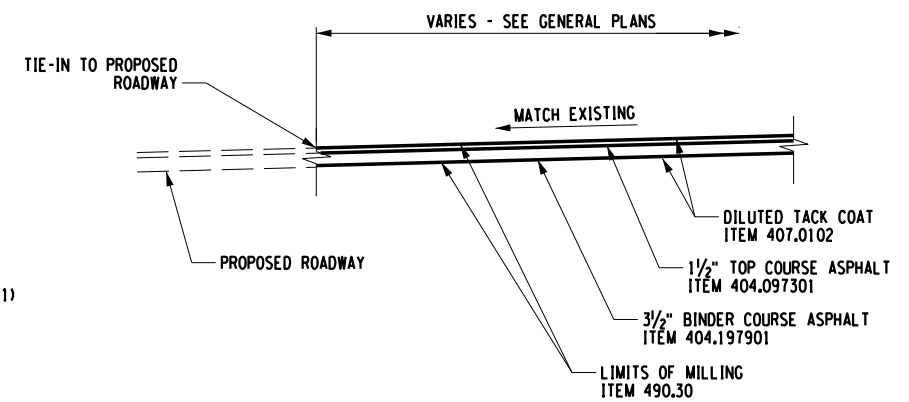 VARIES - SEE GENERAL PLANS
TIE-IN TO PROPOSED
ROADWAY
MATCH EXISTING
DILUTED TACK COAT
ITEM 407.0102
PROPOSED ROADWAY
1½" TOP COURSE ASPHALT
ITEM 404.097301
1)
3½" BINDER COURSE ASPHALT
ITEM 404.197901
LIMITS OF MILLING
ITEM 490.30